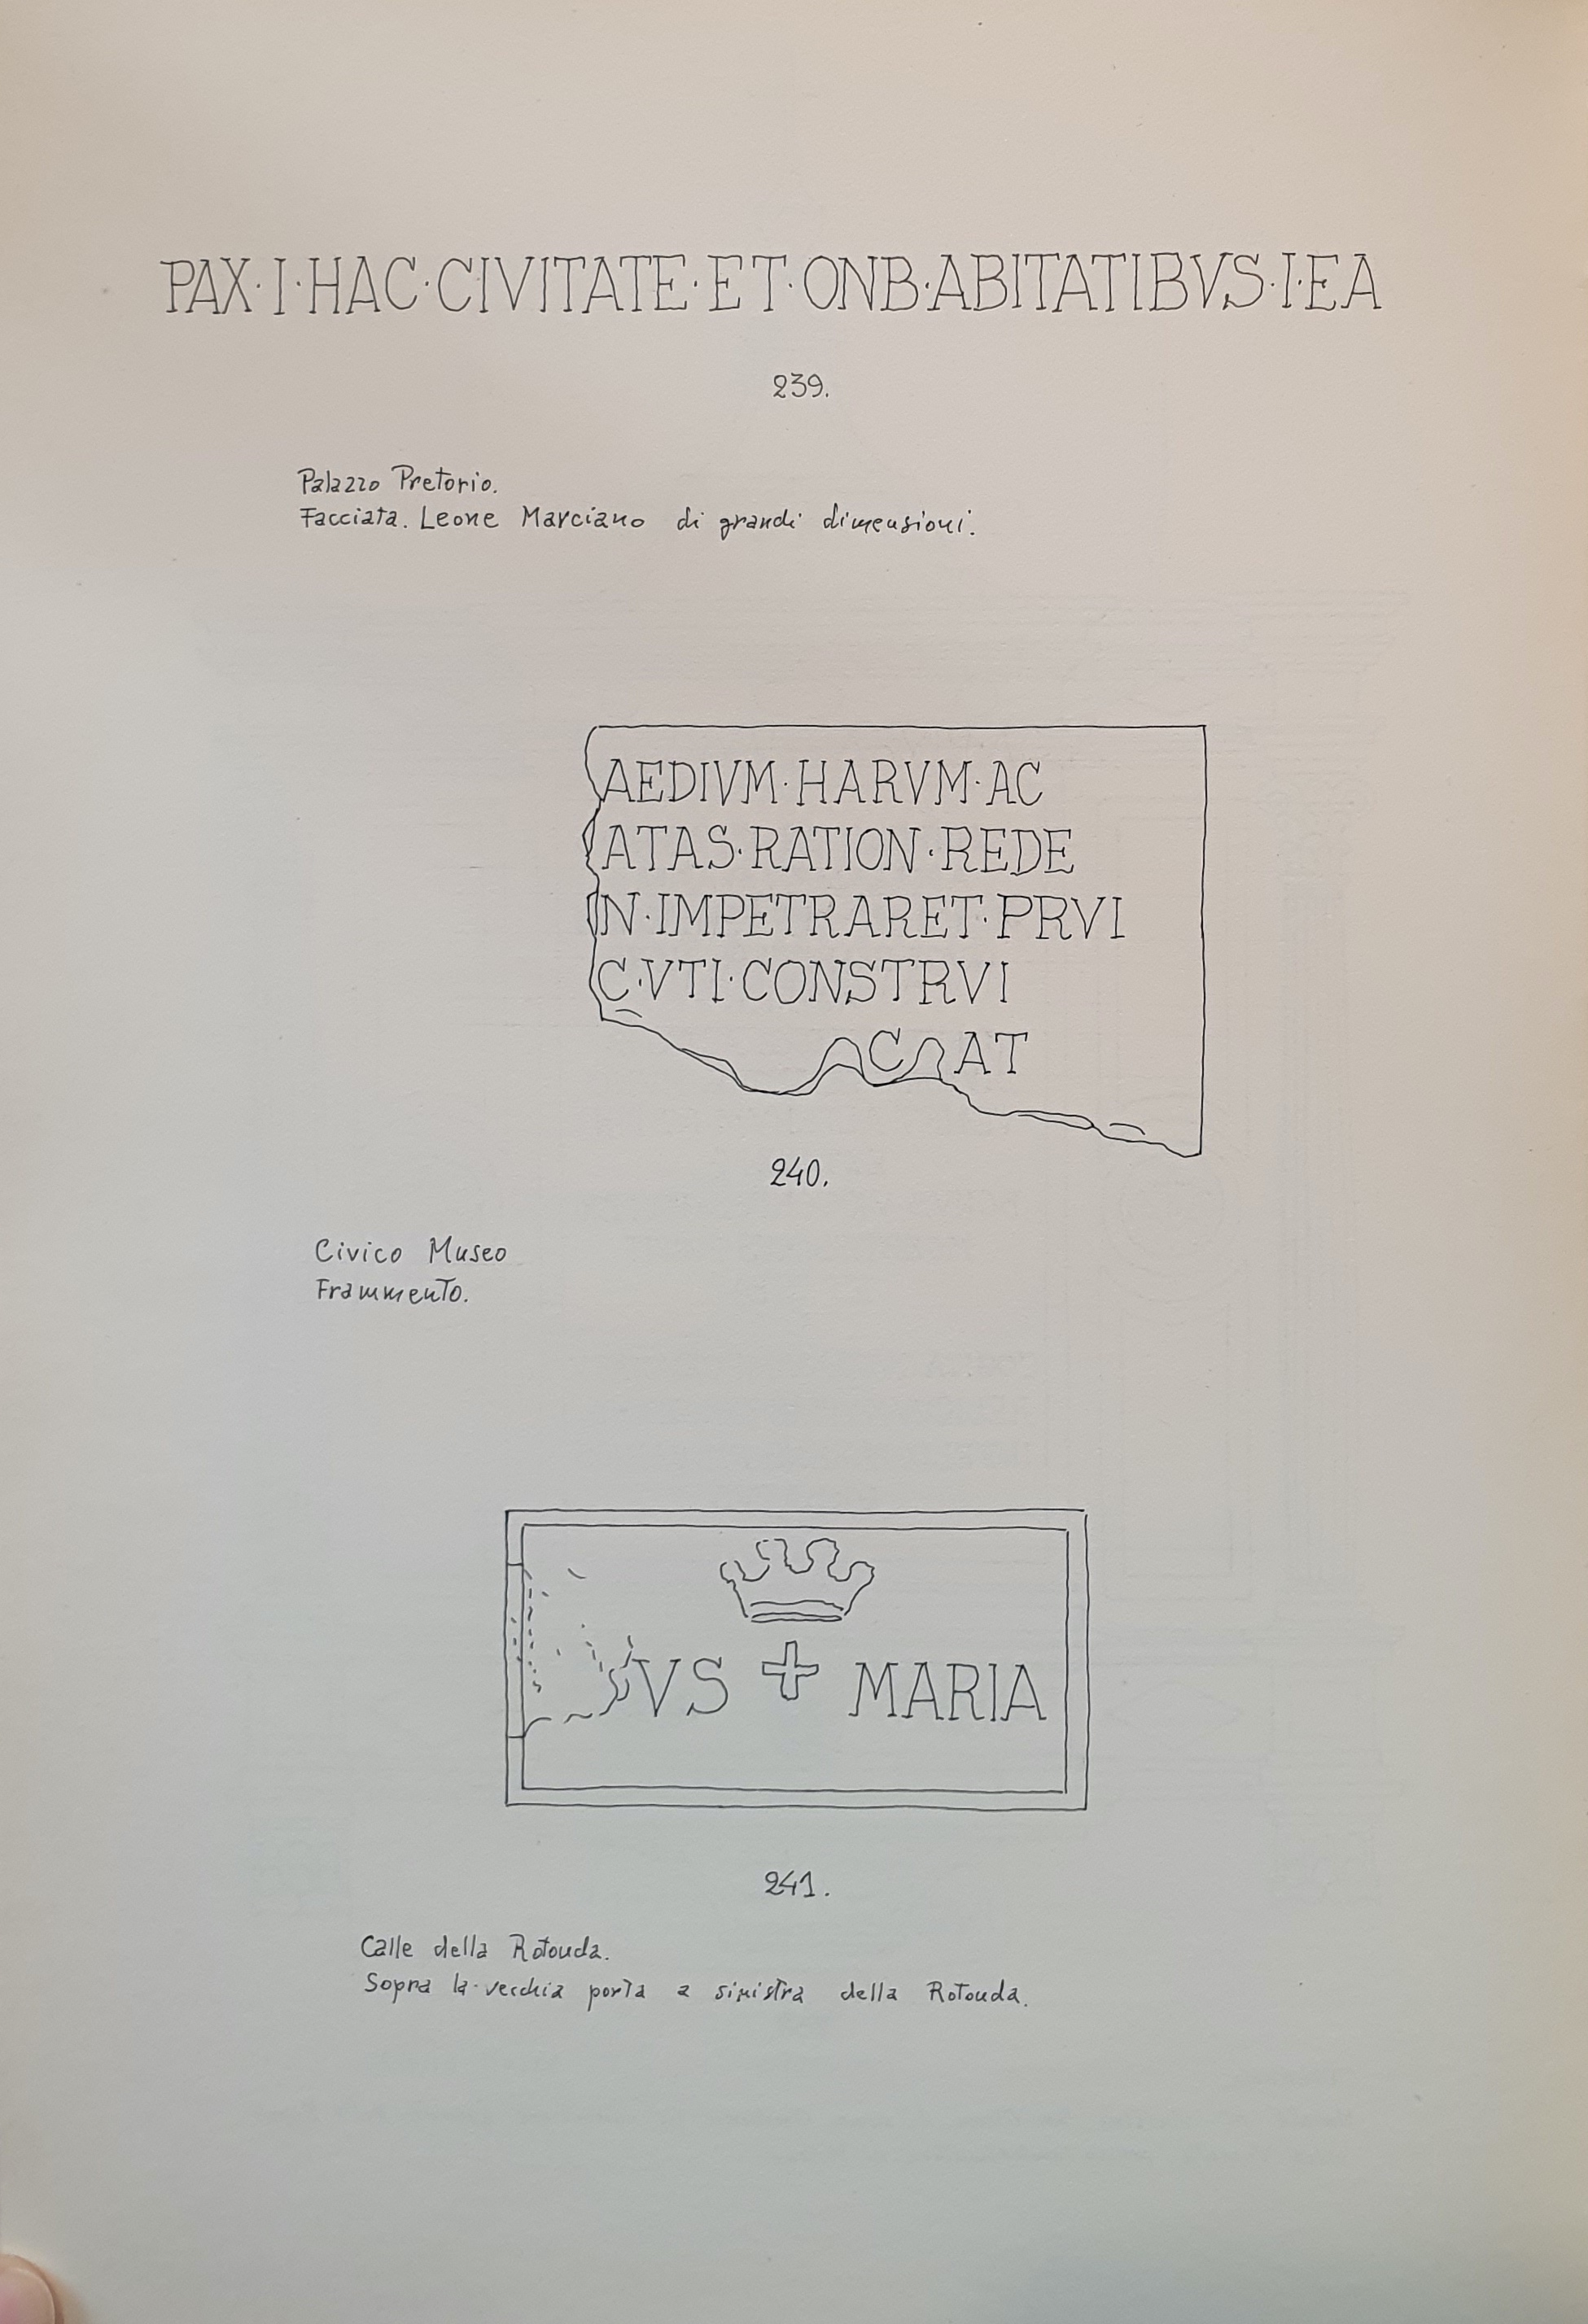 PAX·I·HAC·CIVITATE·ET·ONB·ABITATIBVS·I·EA
239.
Palazzo Pretorio.
Facciata. Leone Marciano di grandi dimensioni.
AEDIVM·HARVM·AC
ATAS·RATION·REDE
N·IMPETRARET·PRVI
C·VTI·CONSTRVI
C AT
240.
Civico Museo
Frammento.
VS + MARIA
241.
Calle della Rotonda.
Sopra la vecchia porta a sinistra della Rotonda.